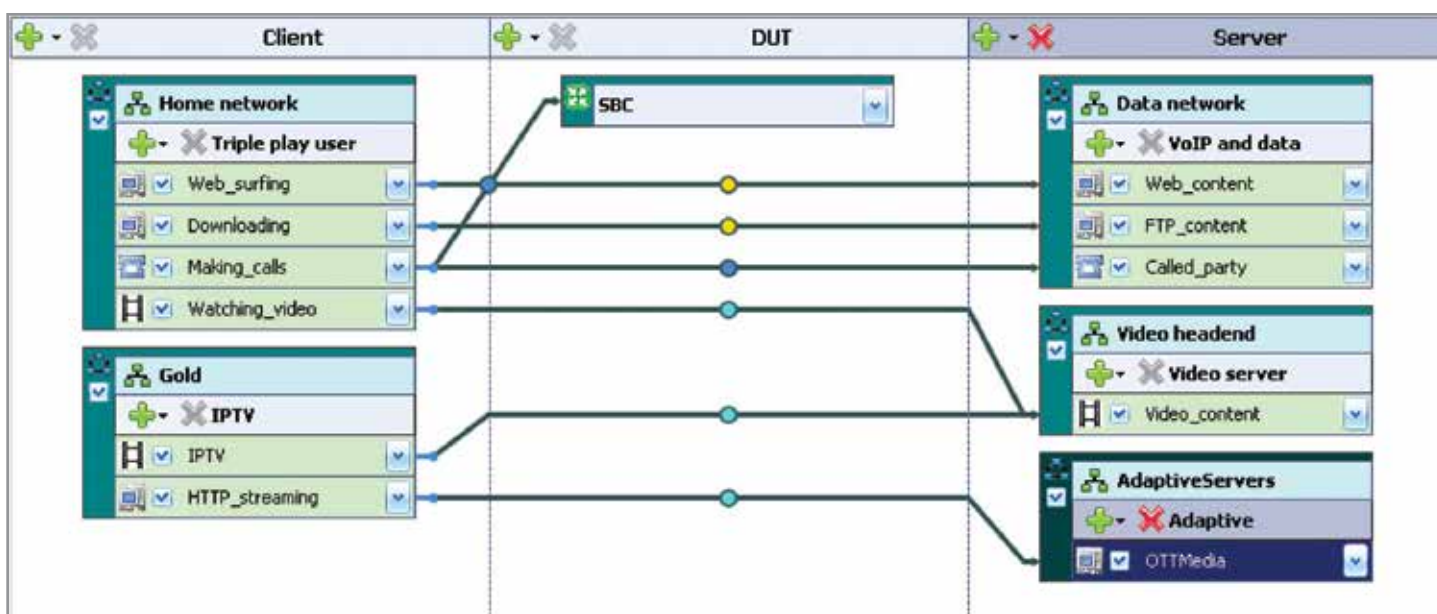 Client
DUT
Server
Home network
Triple play user
Web_surfing
Downloading
Making_calls
Watching_video
Gold
IPTV
IPTV
HTTP_streaming
SBC
Data network
VoIP and data
Web_content
FTP_content
Called_party
Video headend
Video server
Video_content
AdaptiveServers
Adaptive
OTTMedia